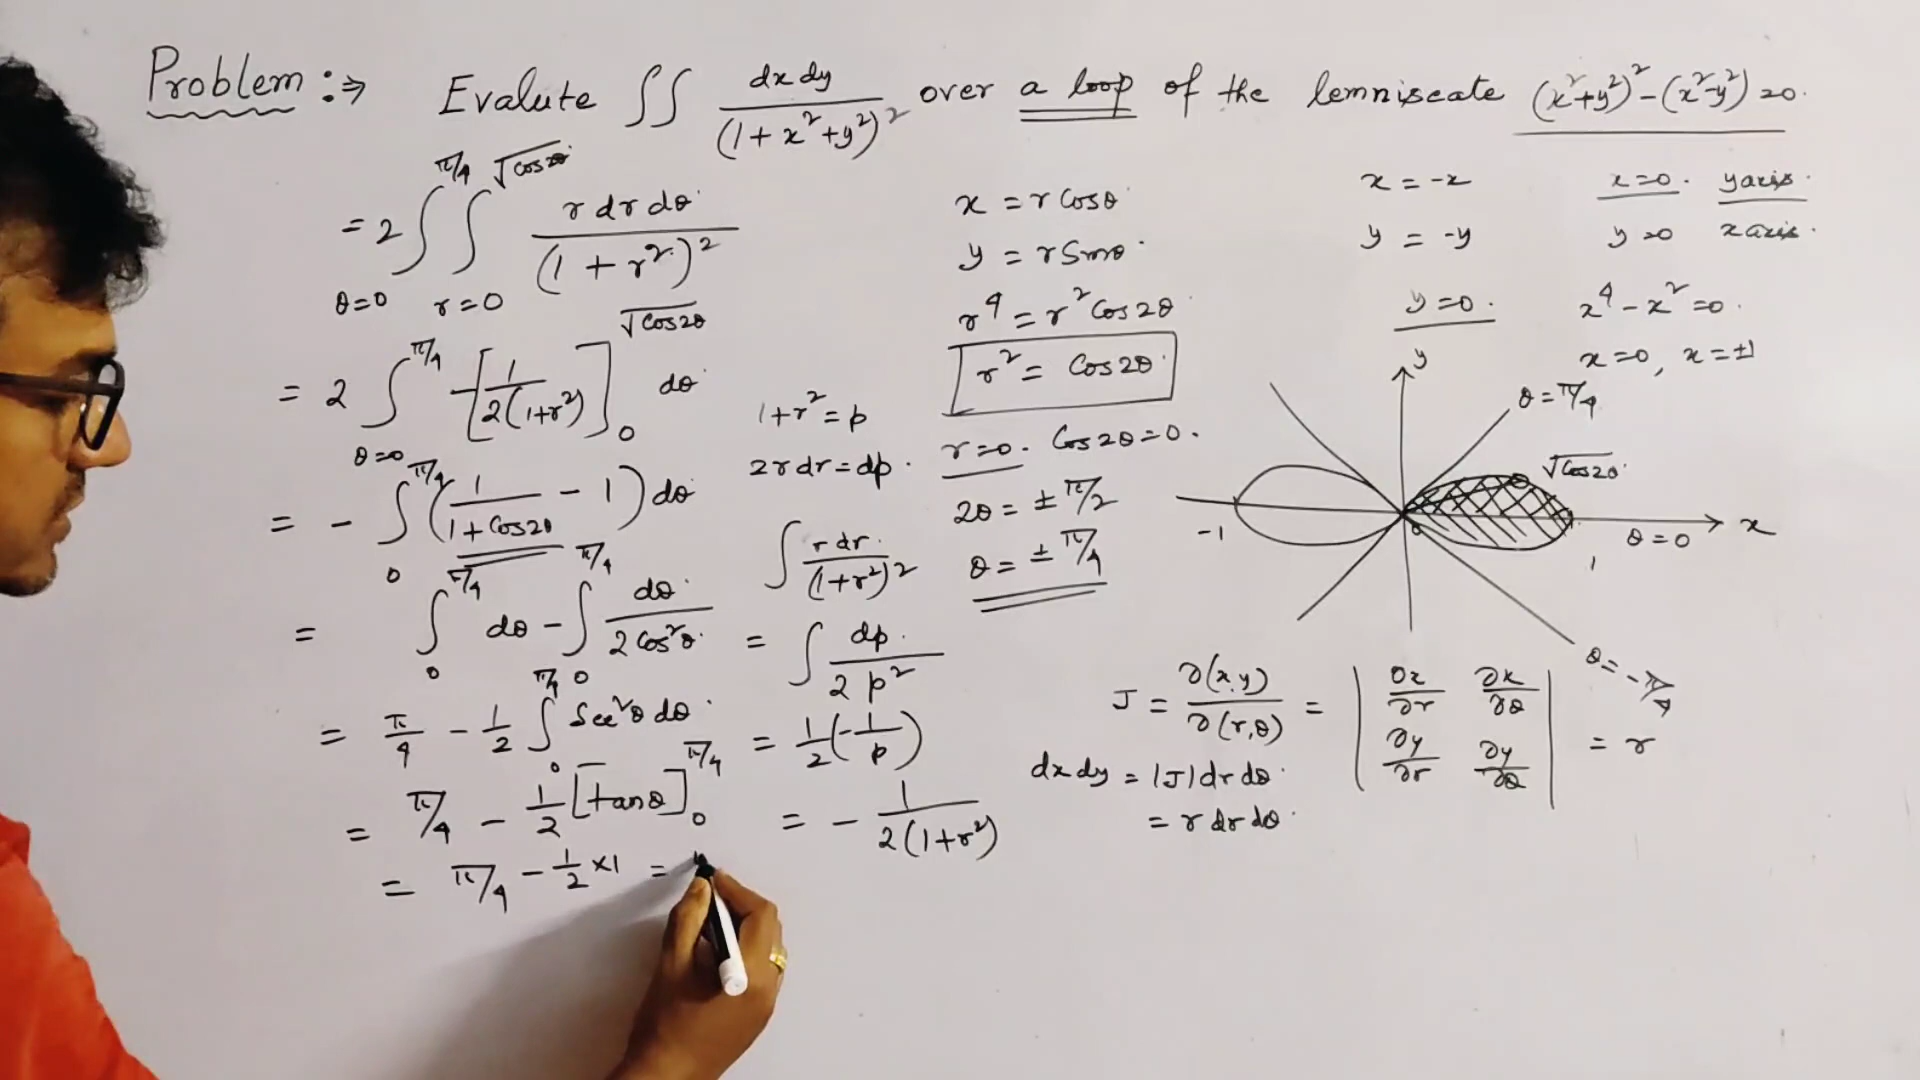 Problem :⇒ Evalute ∫∫ dx dy / (1 + x² + y²)² over a loop of the lemniscate (x²+y²)² - (x²-y²) = 0.
= 2 ∫_{θ=0}^{π/4} ∫_{r=0}^{√cos2θ} r dr dθ / (1 + r²)²
= 2 ∫_{θ=0}^{π/4} -[1 / 2(1+r²)]_0^{√cos2θ} dθ
= - ∫_0^{π/4} (1 / (1+cos2θ) - 1) dθ
= ∫_0^{π/4} dθ - ∫_0^{π/4} dθ / 2cos²θ
= π/4 - 1/2 ∫_0^{π/4} Sec²θ dθ
= π/4 - 1/2 [tanθ]_0^{π/4}
= π/4 - 1/2 ×1 =
1+r² = p
2r dr = dp.
∫ r dr. / (1+r²)²
= ∫ dp. / 2p²
= 1/2 (-1/p)
= - 1 / 2(1+r²)
x = r Cosθ
y = r Sinθ.
r⁴ = r² Cos2θ
r² = Cos2θ
r=0. Cos2θ=0.
2θ = ± π/2
θ = ± π/4
x = -x
y = -y
y=0.
x=0. y axis.
y=0 x axis.
x⁴ - x² = 0.
x=0, x=±1
y
θ = π/4
√Cos2θ
-1
0
1
θ=0
x
θ = -π/4
J = ∂(x,y) / ∂(r,θ) = | ∂x/∂r ∂x/∂θ |
| ∂y/∂r ∂y/∂θ | = r
dx dy = |J| dr dθ.
= r dr dθ.